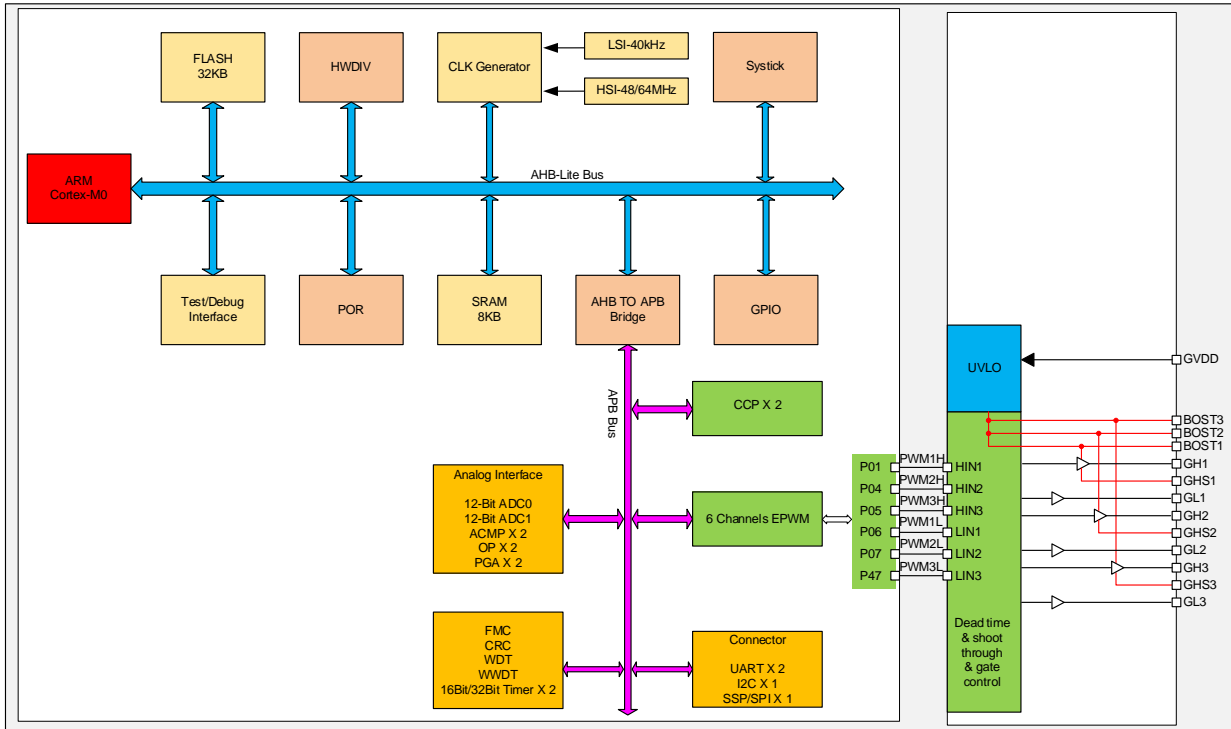 FLASH
32KB
HWDIV
CLK Generator
LSI-40kHz
HSI-48/64MHz
Systick
ARM
Cortex-M0
AHB-Lite Bus
Test/Debug
Interface
POR
SRAM
8KB
AHB TO APB
Bridge
GPIO
APB Bus
CCP X 2
Analog Interface
12-Bit ADC0
12-Bit ADC1
ACMP X 2
OP X 2
PGA X 2
6 Channels EPWM
FMC
CRC
WDT
WWDT
16Bit/32Bit Timer X 2
Connector
UART X 2
I2C X 1
SSP/SPI X 1
P01
P04
P05
P06
P07
P47
PWM1H
PWM2H
PWM3H
PWM1L
PWM2L
PWM3L
HIN1
HIN2
HIN3
LIN1
LIN2
LIN3
UVLO
Dead time
& shoot
through
& gate
control
GVDD
BOST3
BOST2
BOST1
GH1
GHS1
GL1
GH2
GHS2
GL2
GH3
GHS3
GL3